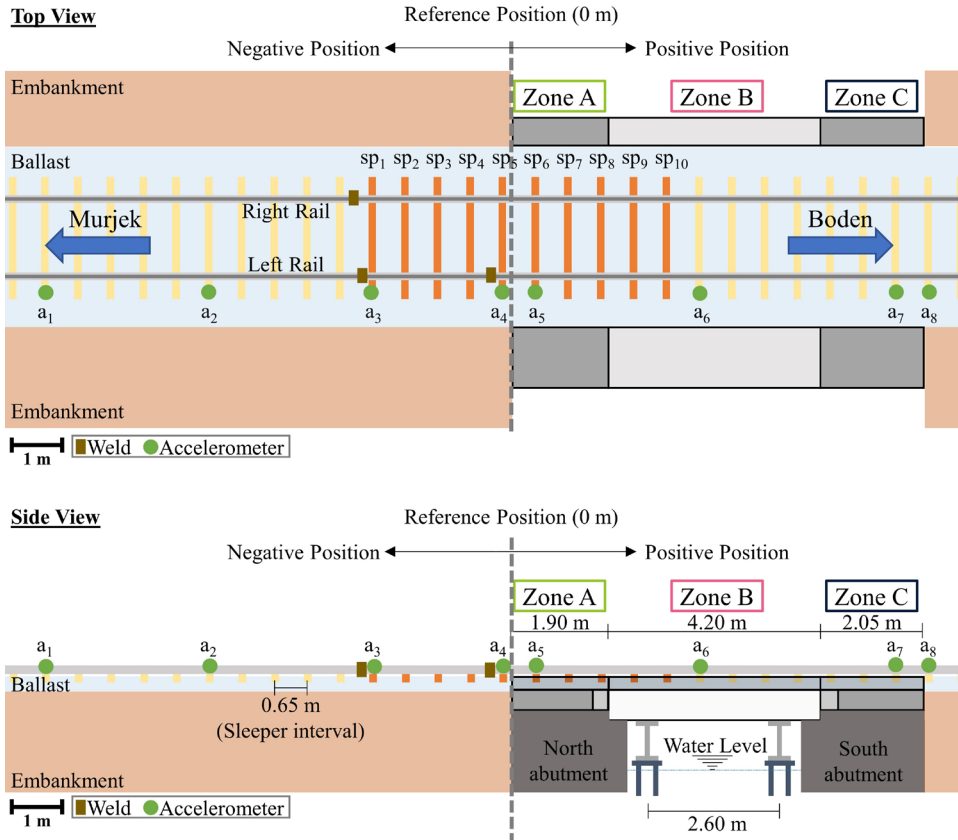 Top View
Reference Position (0 m)
Negative Position
Positive Position
Embankment
Zone A
Zone B
Zone C
Ballast
sp1 sp2 sp3 sp4 sp5 sp6 sp7 sp8 sp9 sp10
Right Rail
Murjek
Boden
Left Rail
a1 a2 a3 a4 a5 a6 a7 a8
Embankment
1 m
Weld Accelerometer
Side View
Reference Position (0 m)
Negative Position
Positive Position
Zone A
Zone B
Zone C
1.90 m
4.20 m
2.05 m
a1 a2 a3 a4 a5 a6 a7 a8
Ballast
0.65 m
(Sleeper interval)
North
abutment
Water Level
South
abutment
Embankment
1 m
Weld Accelerometer
2.60 m